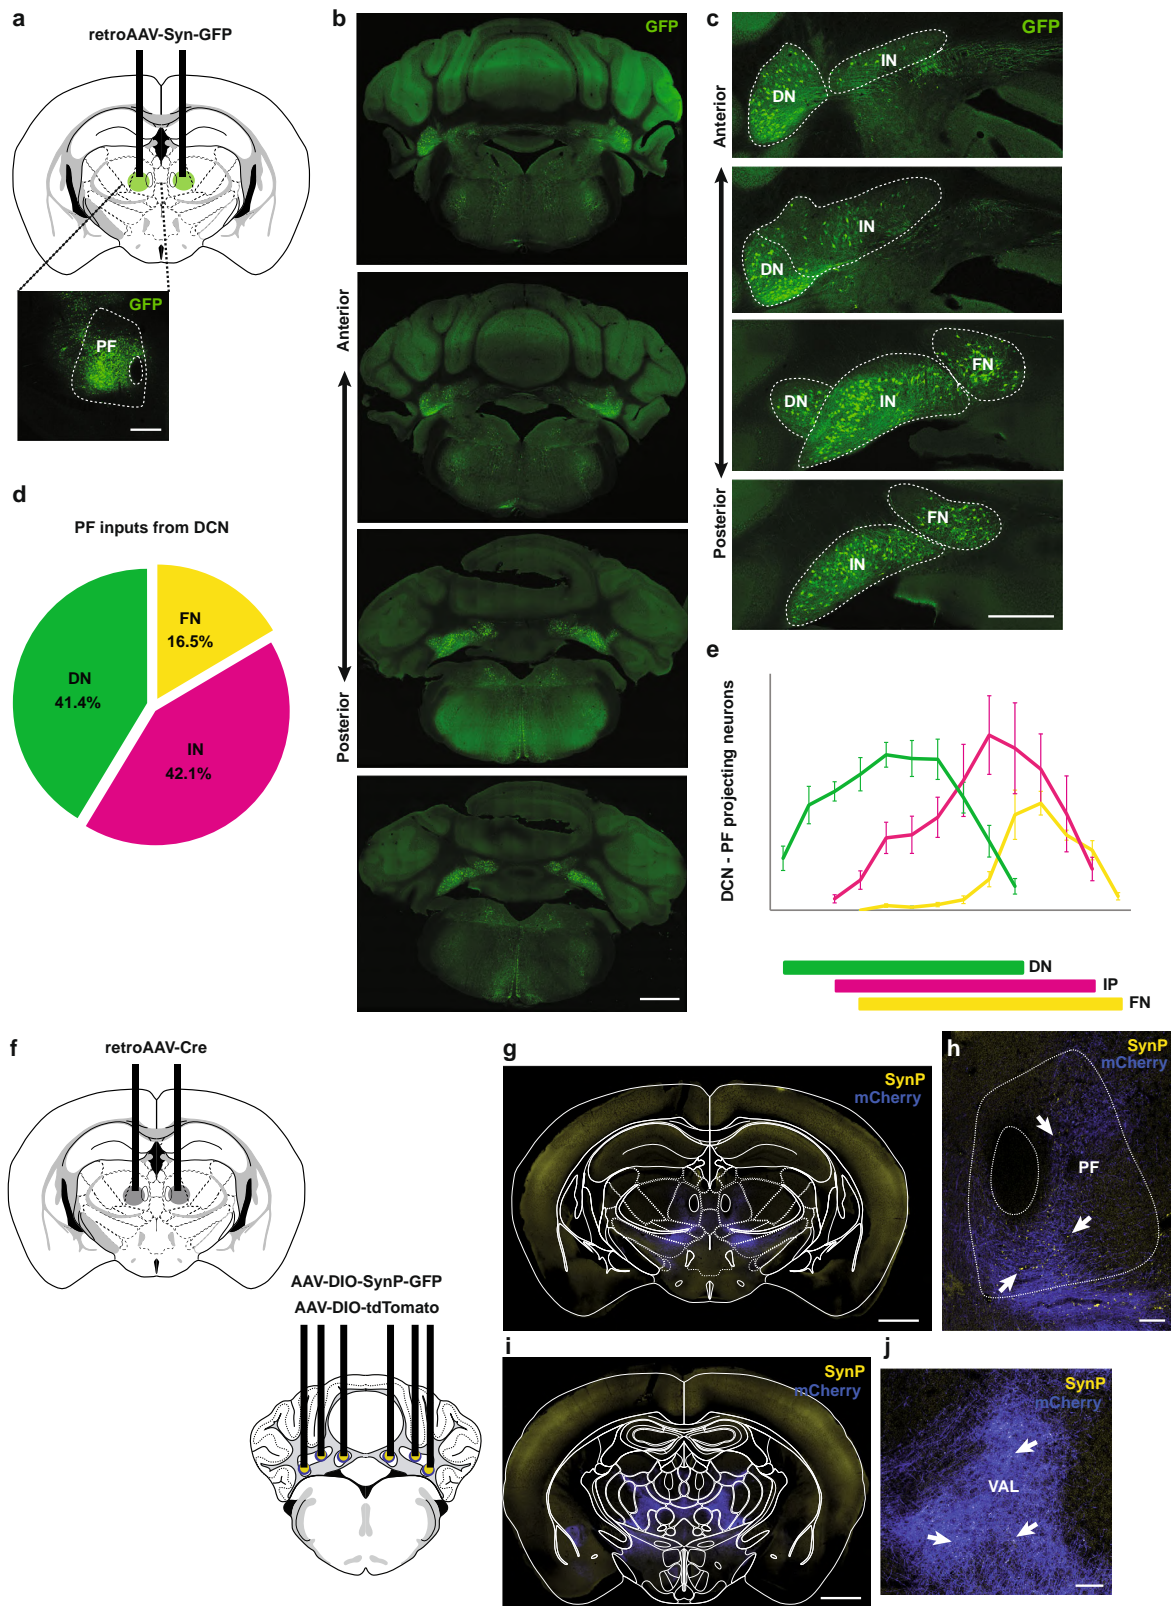 a
retroAAV-Syn-GFP
GFP
PF
b
Anterior
Posterior
c
GFP
IN
DN
IN
DN
FN
DN
IN
FN
IN
Anterior
Posterior
d
PF inputs from DCN
FN
16.5%
DN
41.4%
IN
42.1%
e
DCN - PF projecting neurons
DN
IP
FN
f
retroAAV-Cre
AAV-DIO-SynP-GFP
AAV-DIO-tdTomato
g
SynP
mCherry
h
SynP
mCherry
PF
i
SynP
mCherry
j
SynP
mCherry
VAL